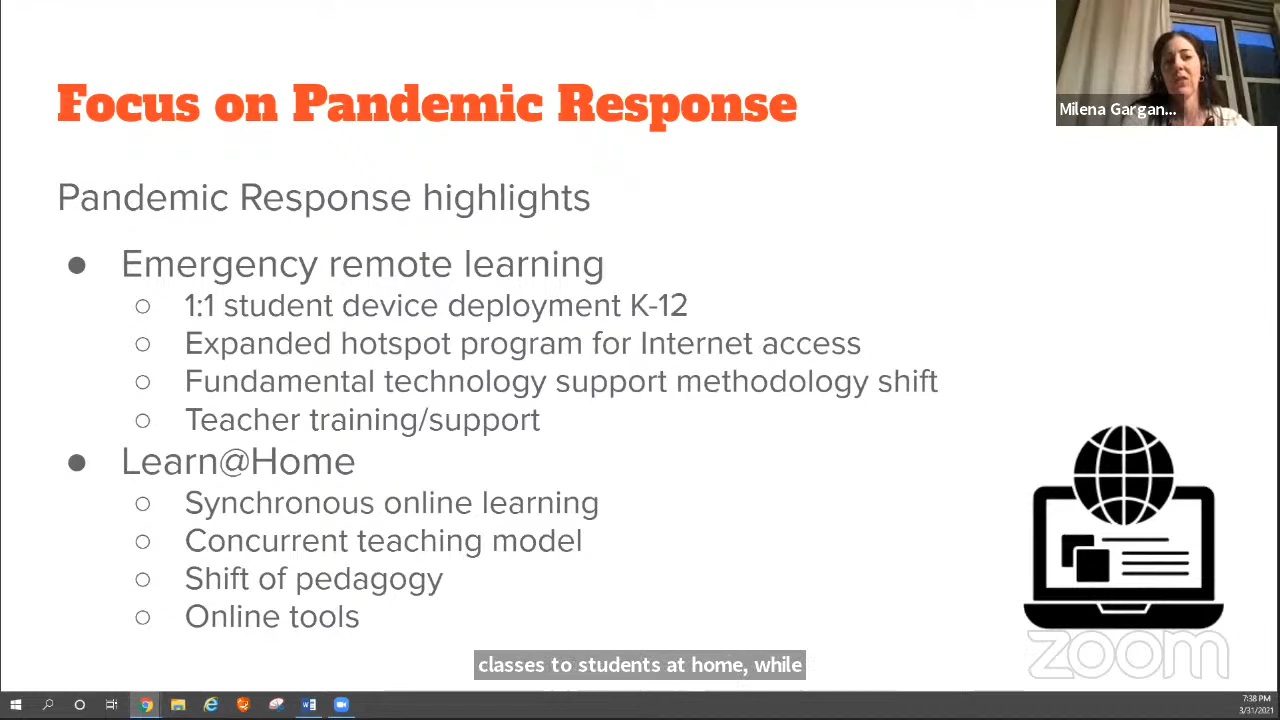 Focus on Pandemic Response
Milena Gargan...
Pandemic Response highlights
● Emergency remote learning
○ 1:1 student device deployment K-12
○ Expanded hotspot program for Internet access
○ Fundamental technology support methodology shift
○ Teacher training/support
● Learn@Home
○ Synchronous online learning
○ Concurrent teaching model
○ Shift of pedagogy
○ Online tools
zoom
classes to students at home, while
7:38 PM
3/31/2021